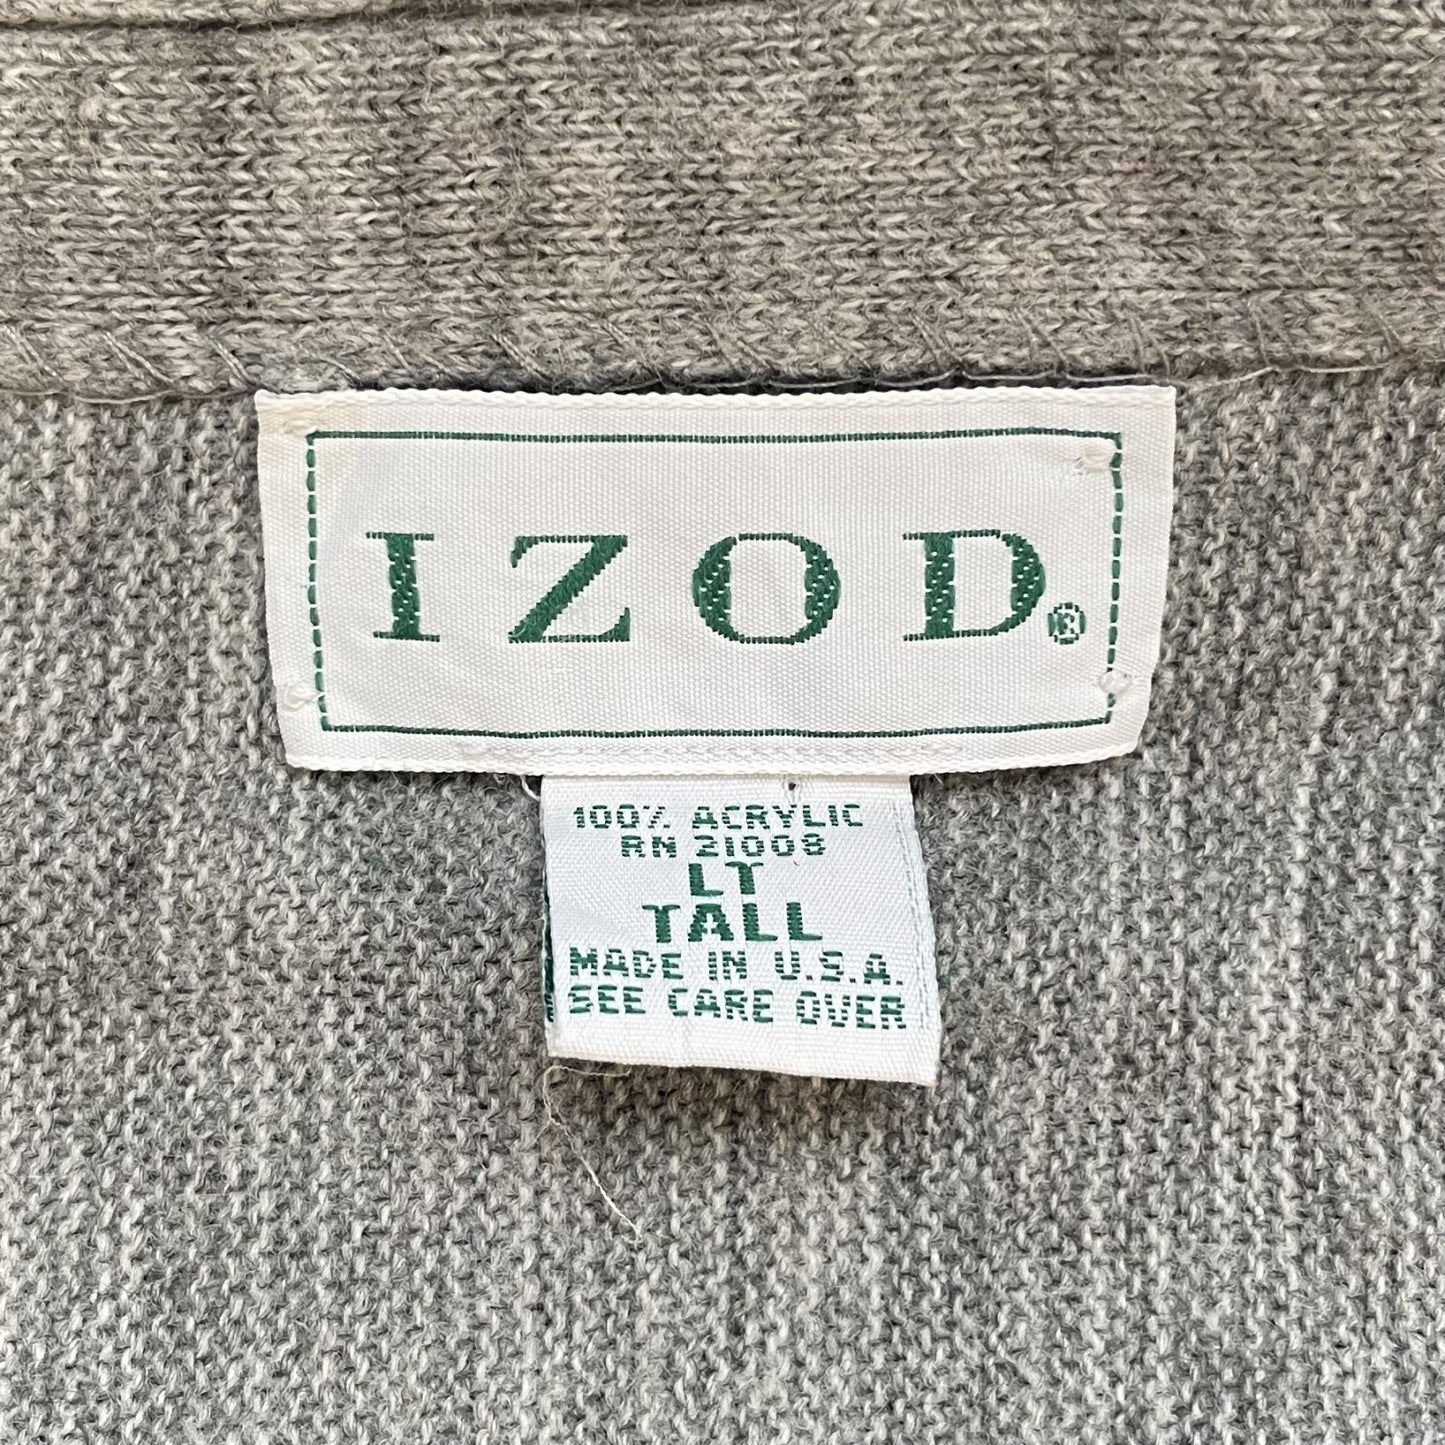 IZOD®
100% ACRYLIC
RN 21008
LT
TALL
MADE IN U.S.A.
SEE CARE OVER